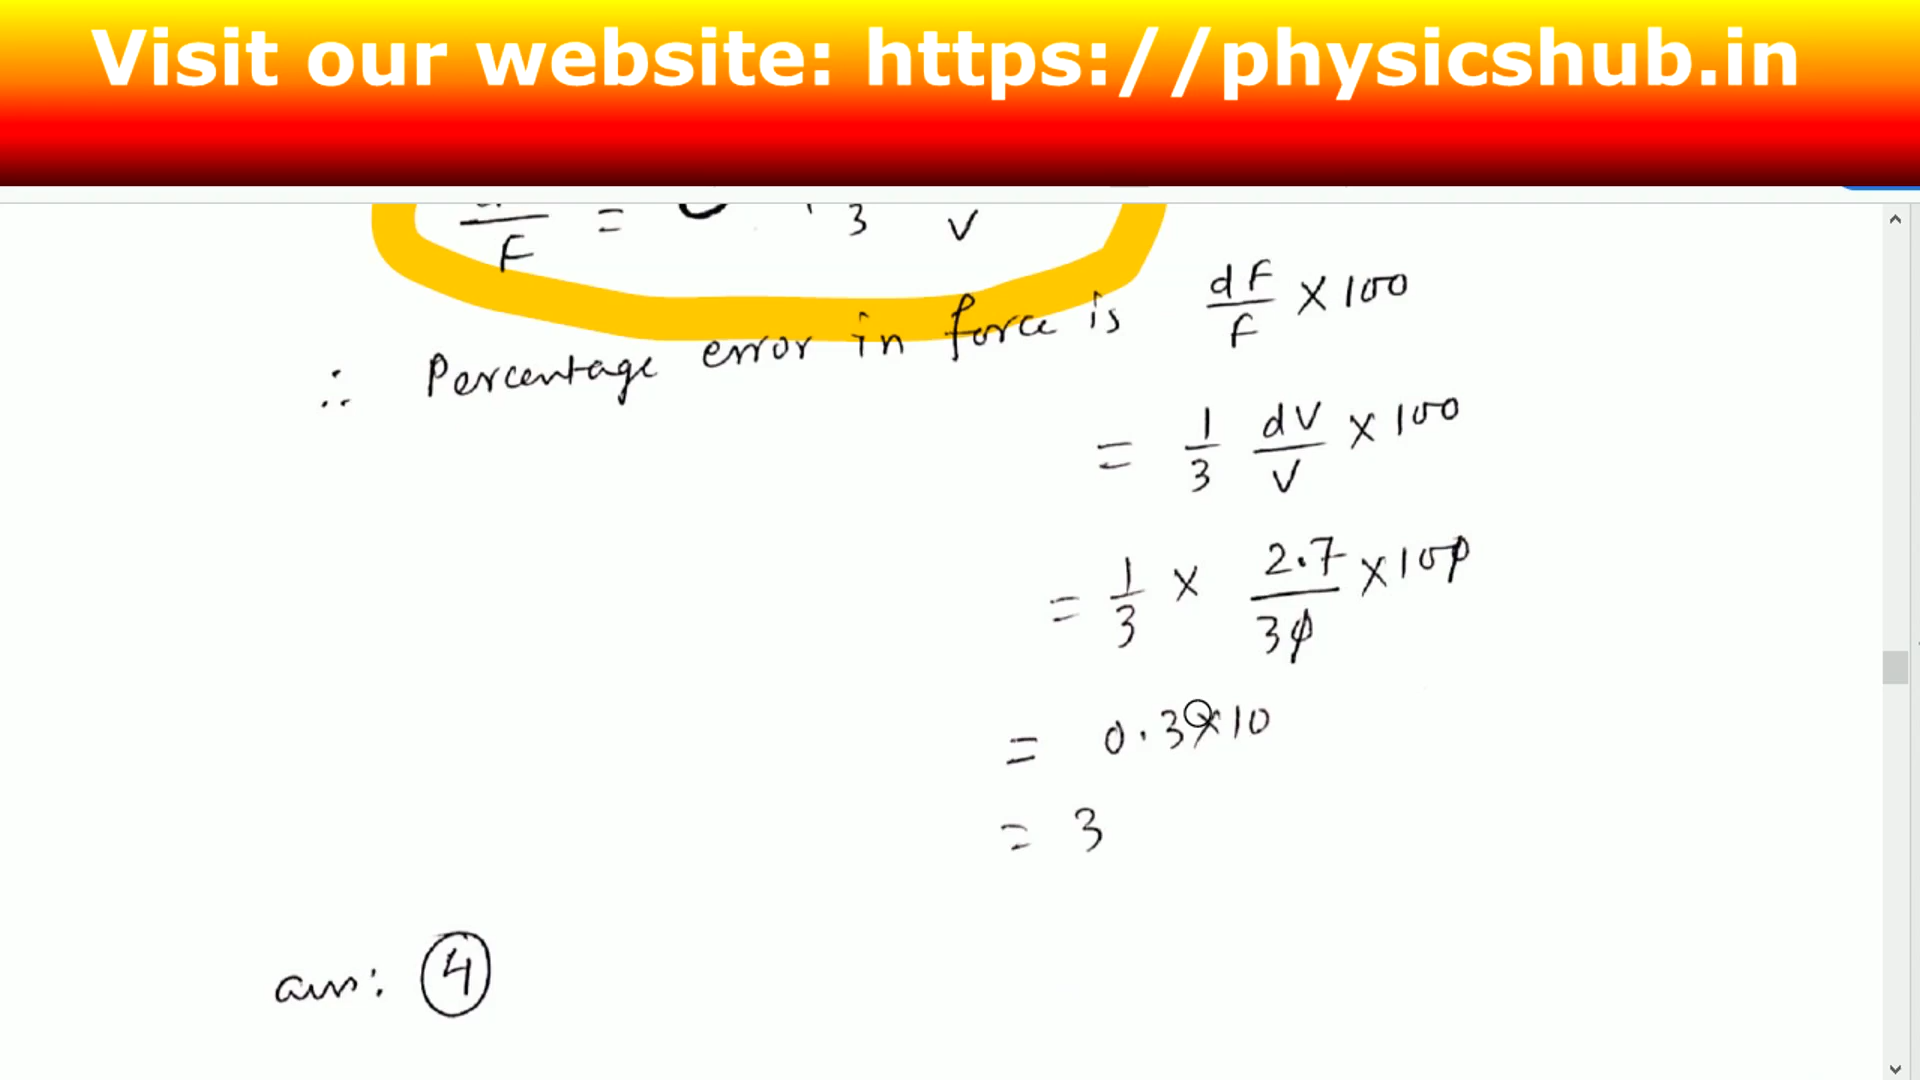 Visit our website: https://physicshub.in
F = 3 V
∴ Percentage error in force is dF/F × 100
= 1/3 dV/V × 100
= 1/3 × 2.7/30 × 100
= 0.3 × 10
= 3
ans: 4